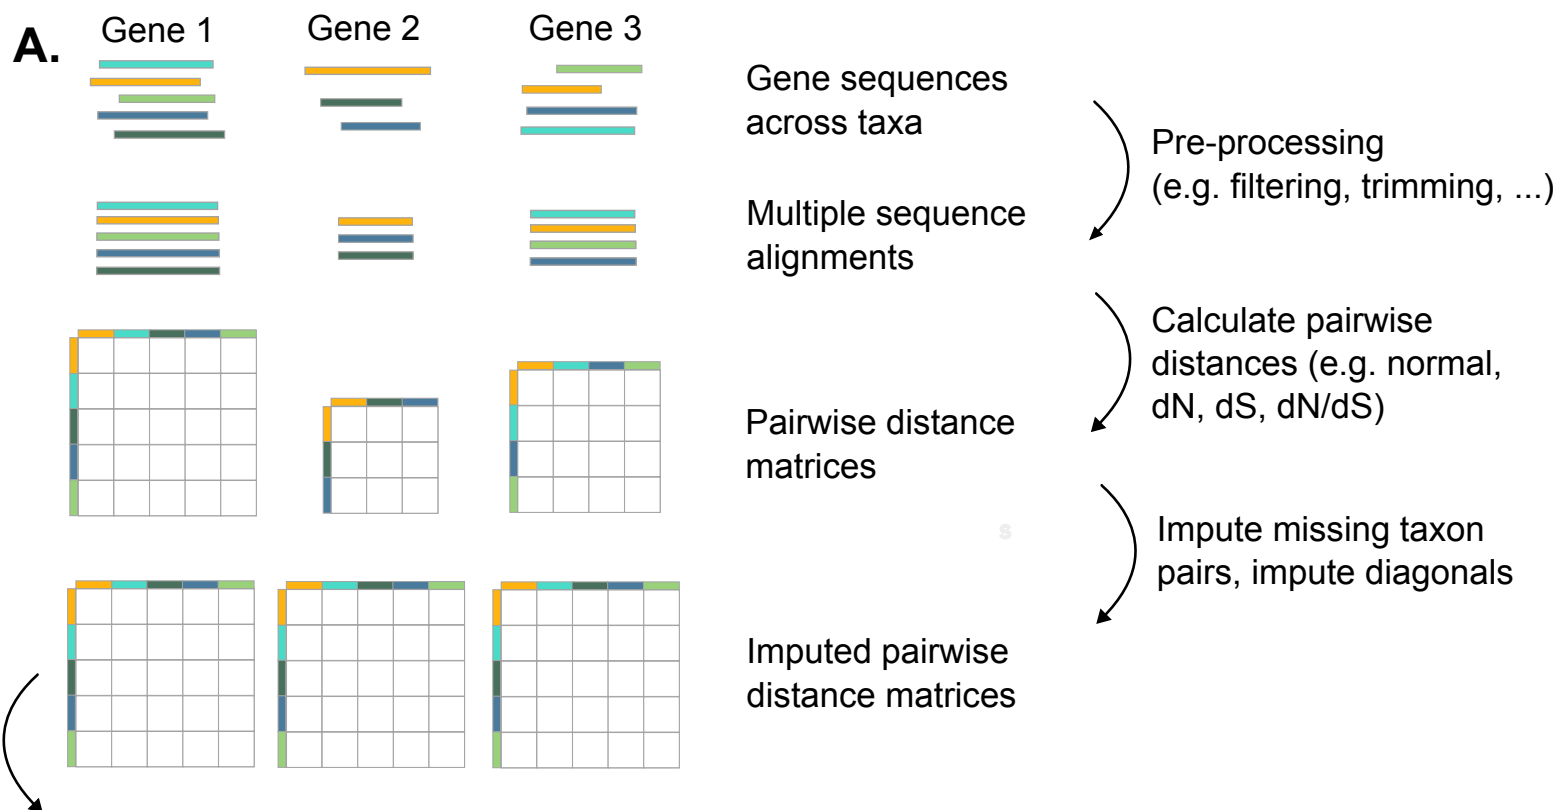 A.
Gene 1
Gene 2
Gene 3
Gene sequences
across taxa
Pre-processing
(e.g. filtering, trimming, ...)
Multiple sequence
alignments
Calculate pairwise
distances (e.g. normal,
dN, dS, dN/dS)
Pairwise distance
matrices
s
Impute missing taxon
pairs, impute diagonals
Imputed pairwise
distance matrices